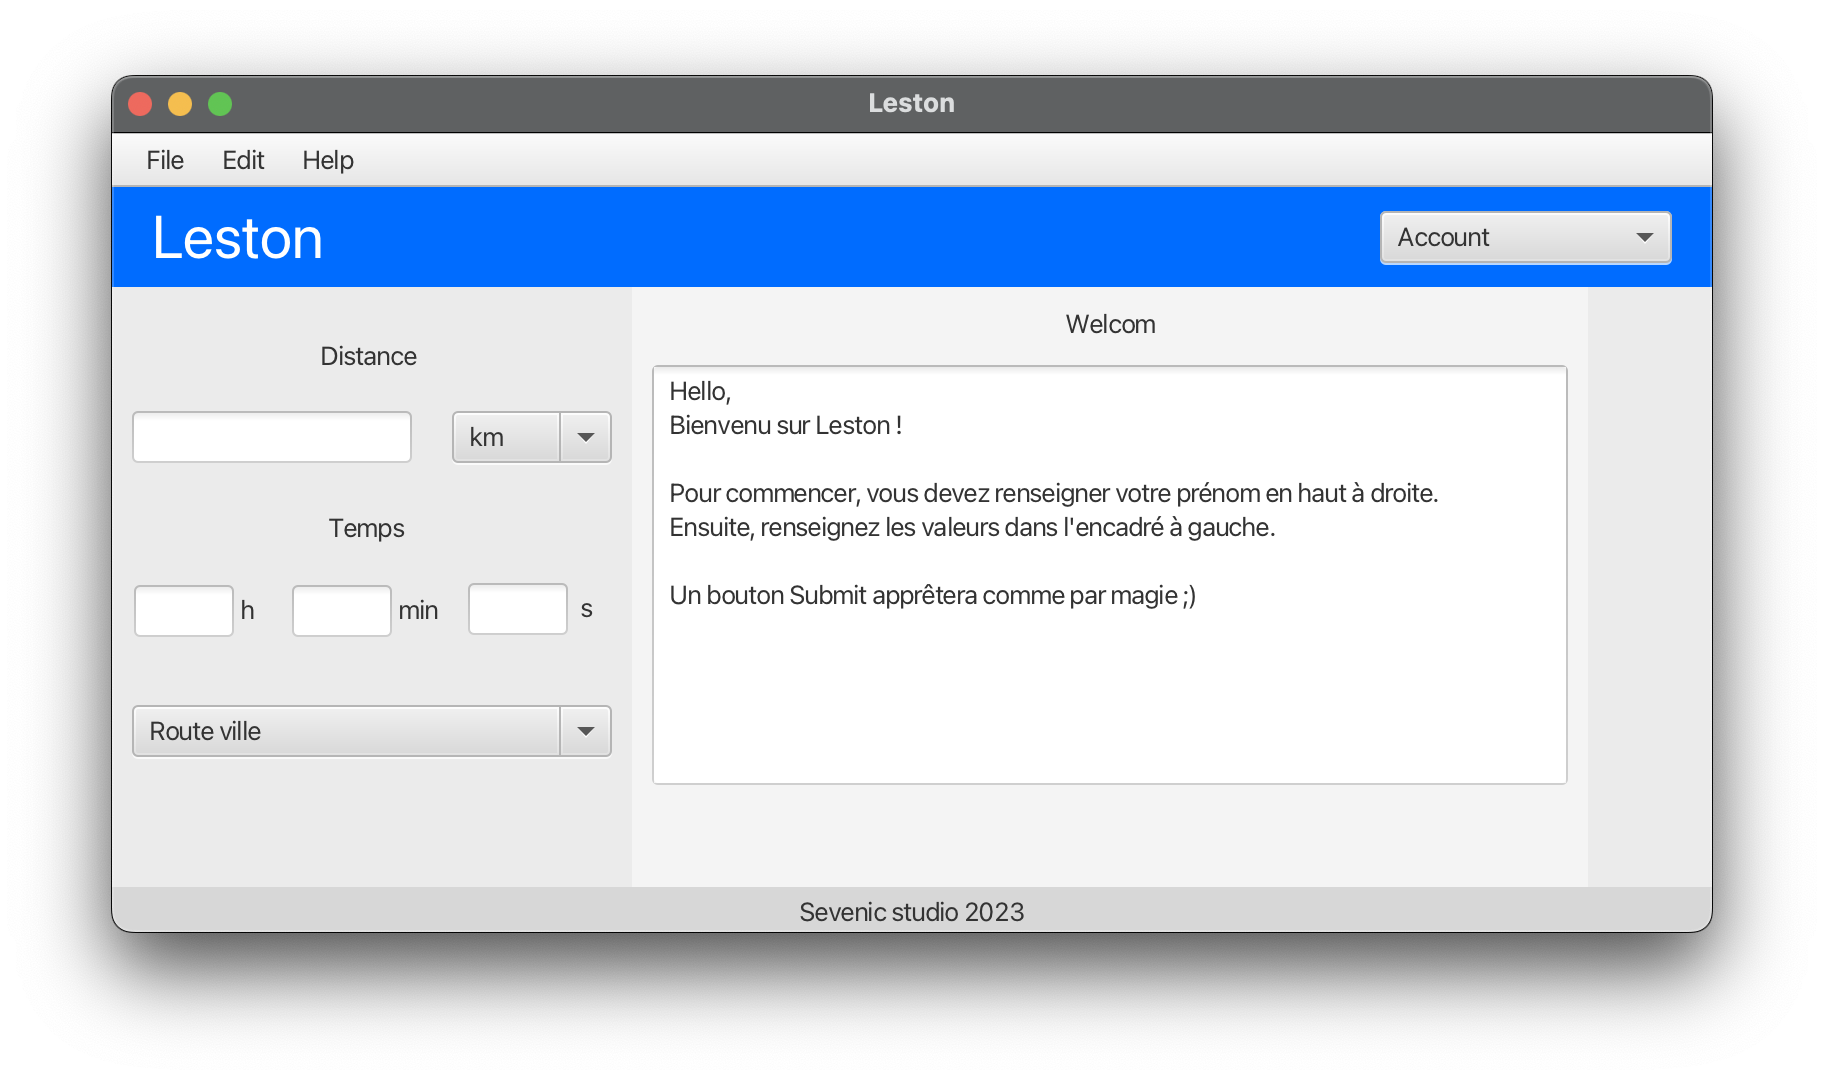 Leston
File Edit Help
Leston
Account
Distance
km
Temps
h min s
Route ville
Welcom
Hello,
Bienvenu sur Leston !
Pour commencer, vous devez renseigner votre prénom en haut à droite.
Ensuite, renseignez les valeurs dans l'encadré à gauche.
Un bouton Submit apprêtera comme par magie ;)
Sevenic studio 2023